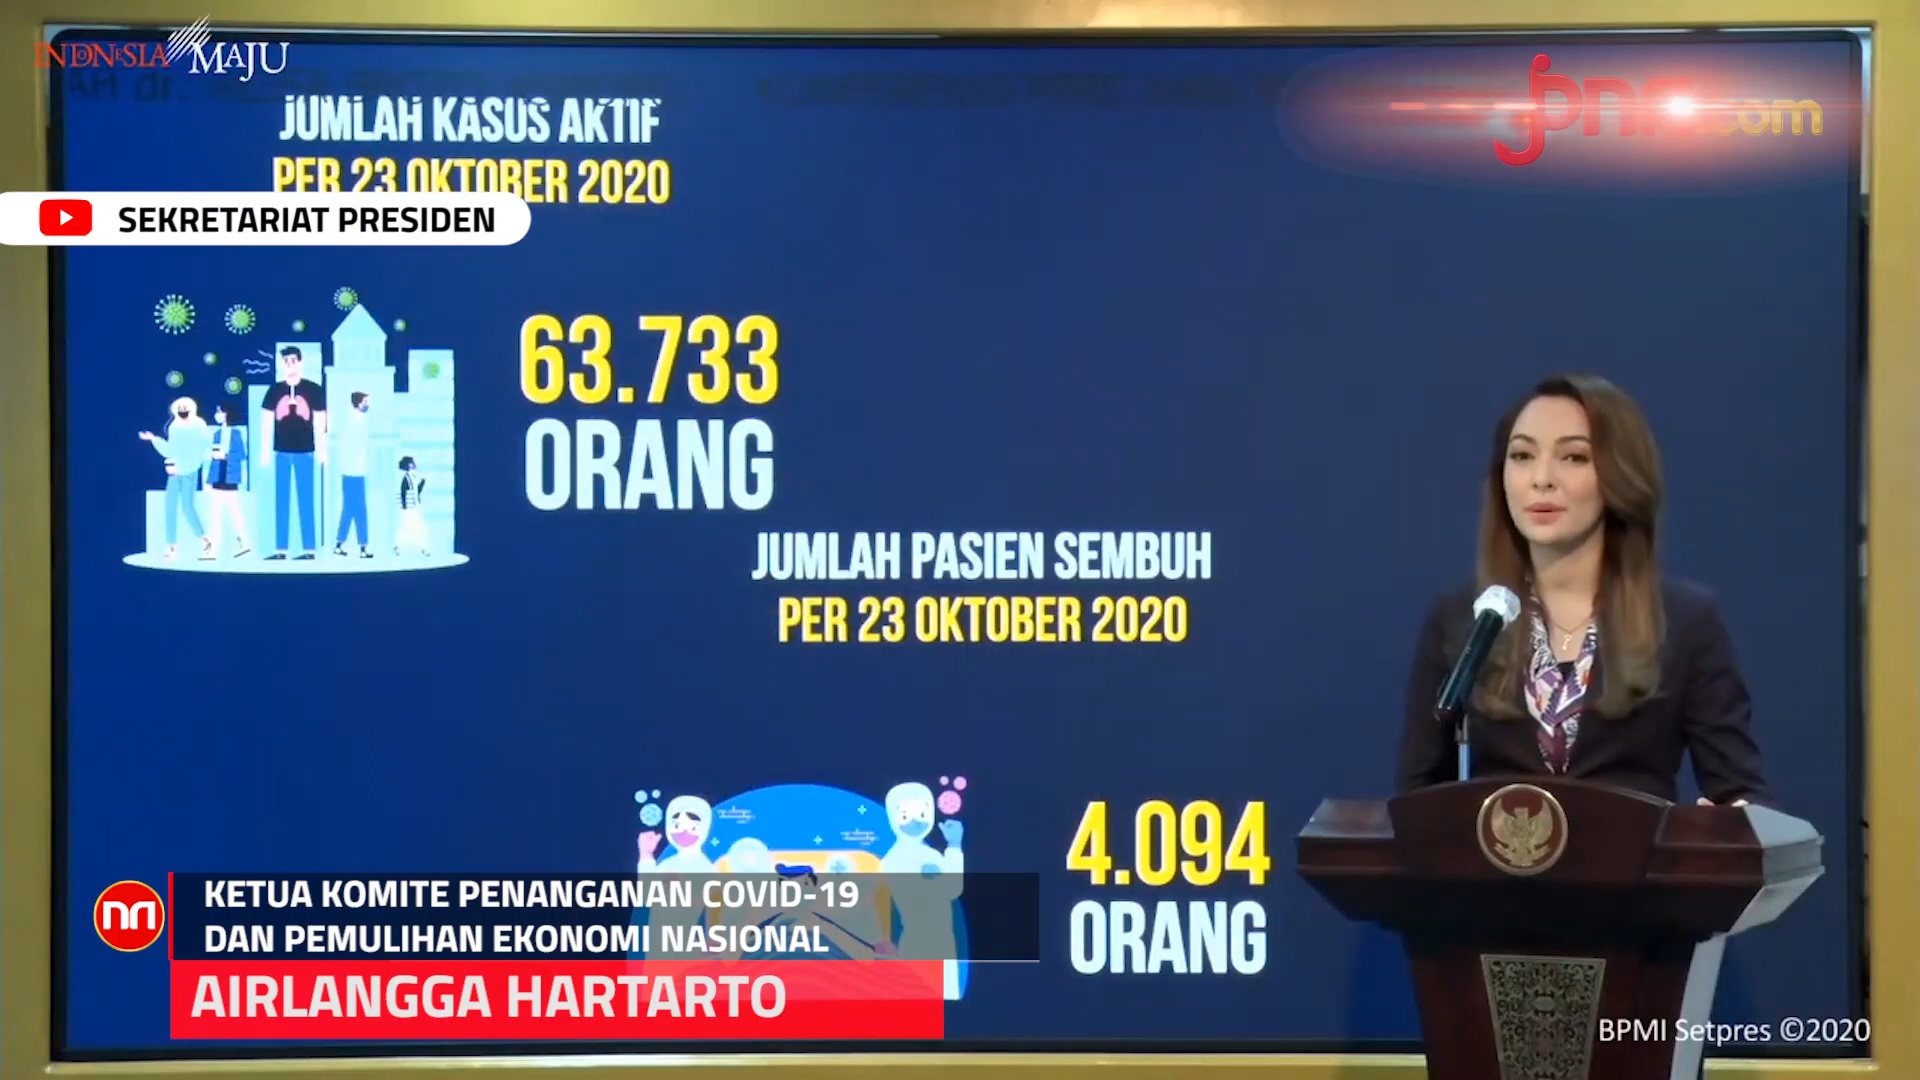 INDONESIA MAJU
JPNN.com
JUMLAH KASUS AKTIF
PER 23 OKTOBER 2020
SEKRETARIAT PRESIDEN
63.733
ORANG
JUMLAH PASIEN SEMBUH
PER 23 OKTOBER 2020
4.094
ORANG
KETUA KOMITE PENANGANAN COVID-19
DAN PEMULIHAN EKONOMI NASIONAL
AIRLANGGA HARTARTO
BPMI Setpres ©2020